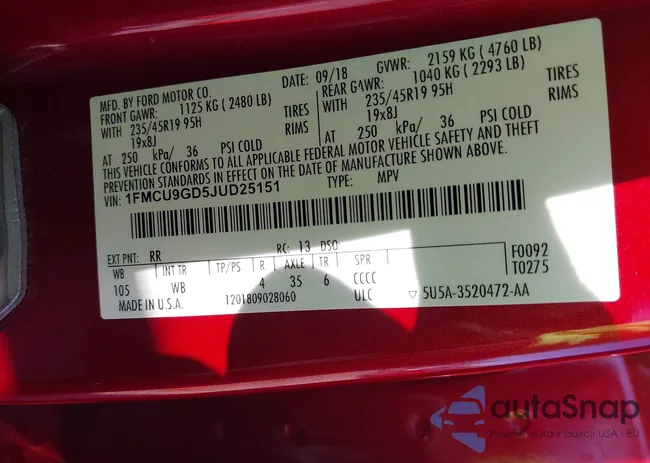 MFD. BY FORD MOTOR CO.
DATE: 09/18
GVWR: 2159 KG ( 4760 LB)
FRONT GAWR: 1125 KG ( 2480 LB)
REAR GAWR: 1040 KG ( 2293 LB)
WITH 235/45R19 95H TIRES
WITH 235/45R19 95H TIRES
19x8J RIMS
19x8J RIMS
AT 250 kPa/ 36 PSI COLD
AT 250 kPa/ 36 PSI COLD
THIS VEHICLE CONFORMS TO ALL APPLICABLE FEDERAL MOTOR VEHICLE SAFETY AND THEFT
PREVENTION STANDARDS IN EFFECT ON THE DATE OF MANUFACTURE SHOWN ABOVE.
VIN: 1FMCU9GD5JUD25151
TYPE: MPV
F0092
T0275
EXT PNT: RR RC: 13 DSO:
WB INT TR TP/PS R AXLE TR SPR
105 WB 4 35 6 CCCC
MADE IN U.S.A. 1201809028060 ULC ▽5U5A-3520472-AA
autoSnap
auta z aukcji USA i EU